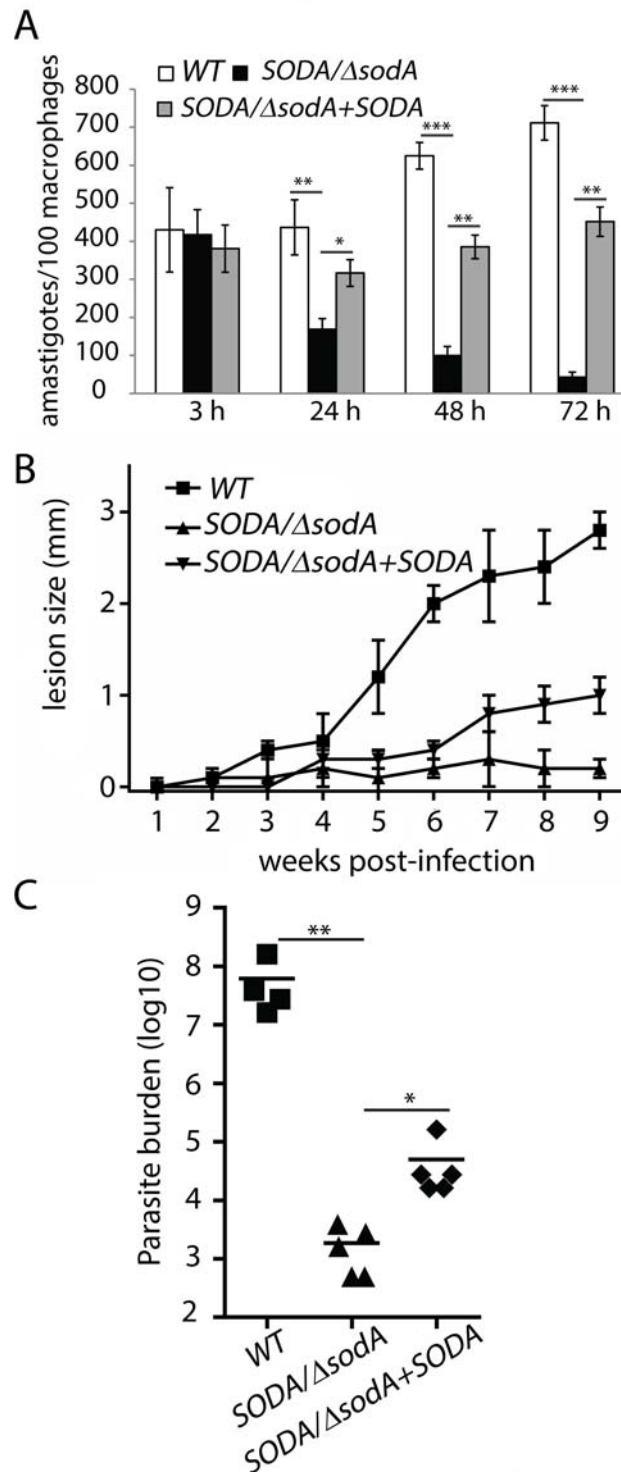 A
WT SODA/ΔsodA
SODA/ΔsodA+SODA
amastigotes/100 macrophages
800
700
600
500
400
300
200
100
0
**
*
***
**
***
**
3 h 24 h 48 h 72 h
B
WT
SODA/ΔsodA
SODA/ΔsodA+SODA
lesion size (mm)
3
2
1
0
1 2 3 4 5 6 7 8 9
weeks post-infection
C
Parasite burden (log10)
9
8
7
6
5
4
3
2
**
*
WT
SODA/ΔsodA
SODA/ΔsodA+SODA